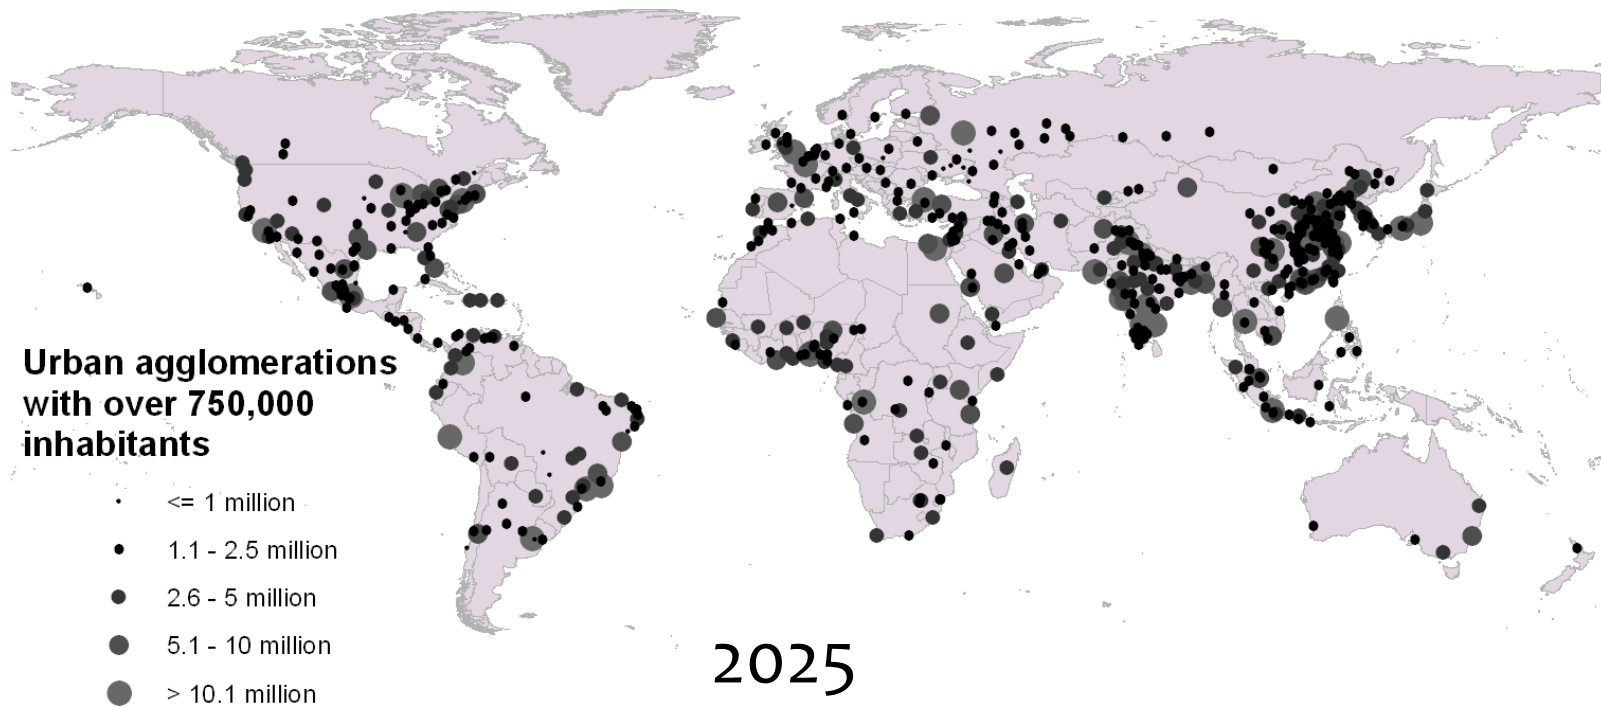 Urban agglomerations
with over 750,000
inhabitants
<= 1 million
1.1 - 2.5 million
2.6 - 5 million
5.1 - 10 million
> 10.1 million
2025